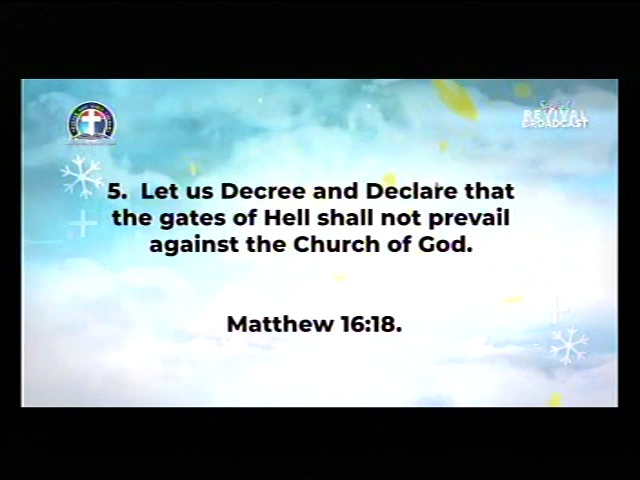 REVIVAL
BROADCAST
5. Let us Decree and Declare that
the gates of Hell shall not prevail
against the Church of God.
Matthew 16:18.